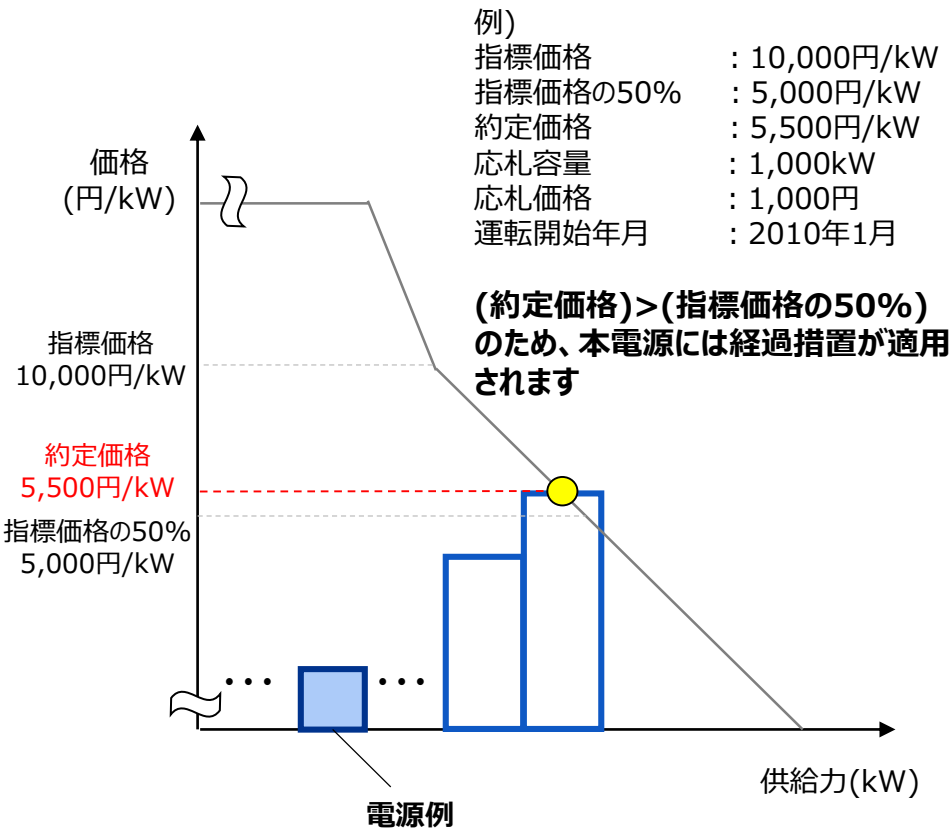 例)
指標価格 : 10,000円/kW
指標価格の50% : 5,000円/kW
約定価格 : 5,500円/kW
応札容量 : 1,000kW
応札価格 : 1,000円
運転開始年月 : 2010年1月
(約定価格)>(指標価格の50%)
のため、本電源には経過措置が適用
されます
価格
(円/kW)
指標価格
10,000円/kW
約定価格
5,500円/kW
指標価格の50%
5,000円/kW
・・・
・・・
供給力(kW)
電源例